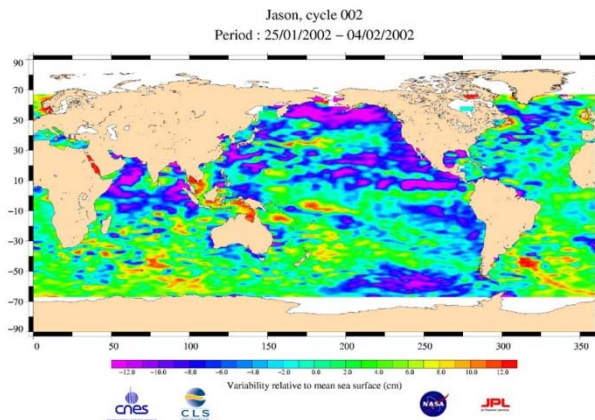 Jason, cycle 002
Period : 25/01/2002 − 04/02/2002
90
70
50
30
10
−10
−30
−50
−70
−90
0 50 100 150 200 250 300 350
−12.0 −10.0 −8.0 −6.0 −4.0 −2.0 0.0 2.0 4.0 6.0 8.0 10.0 12.0
Variability relative to mean sea surface (cm)
cnes
CLS
NASA
JPL